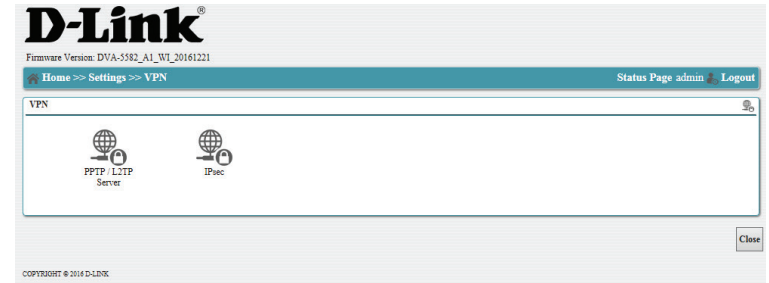 D-Link®
Firmware Version: DVA-5582_A1_WI_20161221
Home >> Settings >> VPN Status Page admin Logout
VPN
PPTP / L2TP
Server
IPsec
Close
COPYRIGHT © 2016 D-LINK